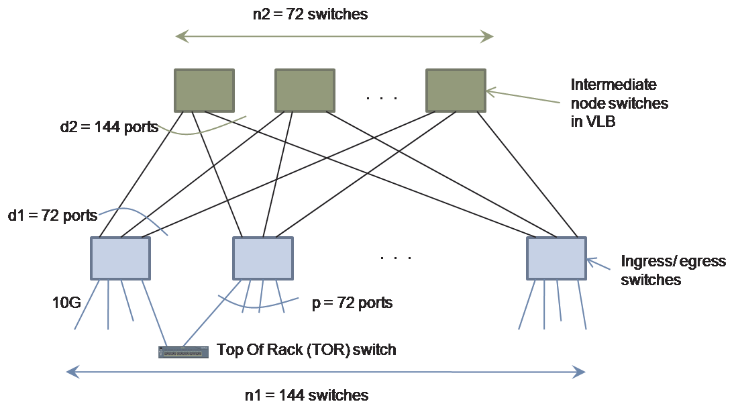 n2 = 72 switches
Intermediate
node switches
in VLB
. . .
d2 = 144 ports
d1 = 72 ports
. . .
Ingress/ egress
switches
10G
p = 72 ports
Top Of Rack (TOR) switch
n1 = 144 switches